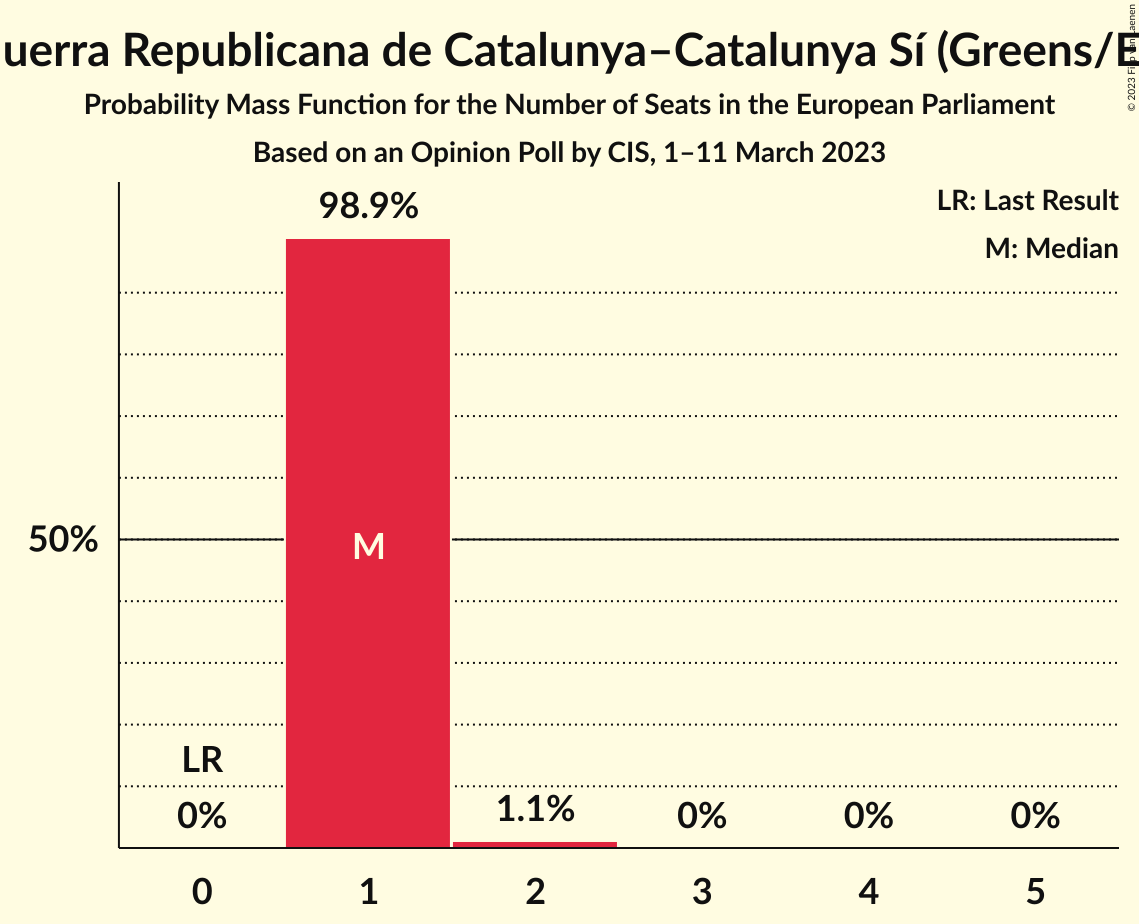 uerra Republicana de Catalunya–Catalunya Sí (Greens/E
Probability Mass Function for the Number of Seats in the European Parliament
Based on an Opinion Poll by CIS, 1–11 March 2023
LR: Last Result
M: Median
98.9%
50%
M
LR
0%
1.1%
0%
0%
0%
0 1 2 3 4 5
© 2023 Filip van Laenen